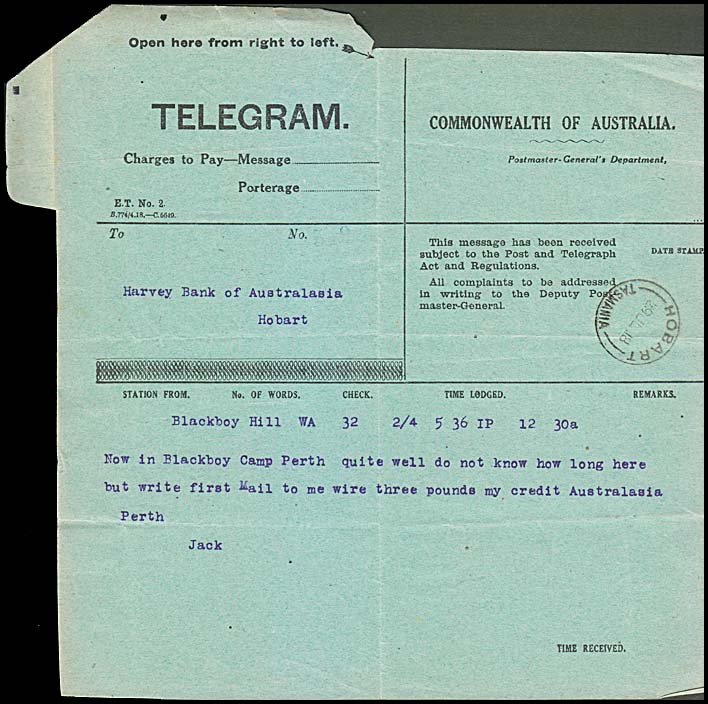 Open here from right to left.
TELEGRAM.
Charges to Pay—Message
Porterage
E.T. No. 2.
B.774/4.18.—C.6649.
COMMONWEALTH OF AUSTRALIA.
Postmaster-General's Department,
To No.
Harvey Bank of Australasia
Hobart
This message has been received
subject to the Post and Telegraph
Act and Regulations.
All complaints to be addressed
in writing to the Deputy Post-
master-General.
DATE STAMP
HOBART
TASMANIA
STATION FROM. No. OF WORDS. CHECK. TIME LODGED. REMARKS.
Blackboy Hill WA 32 2/4 5 36 IP 12 30a
Now in Blackboy Camp Perth quite well do not know how long here
but write first Mail to me wire three pounds my credit Australasia
Perth
Jack
TIME RECEIVED.